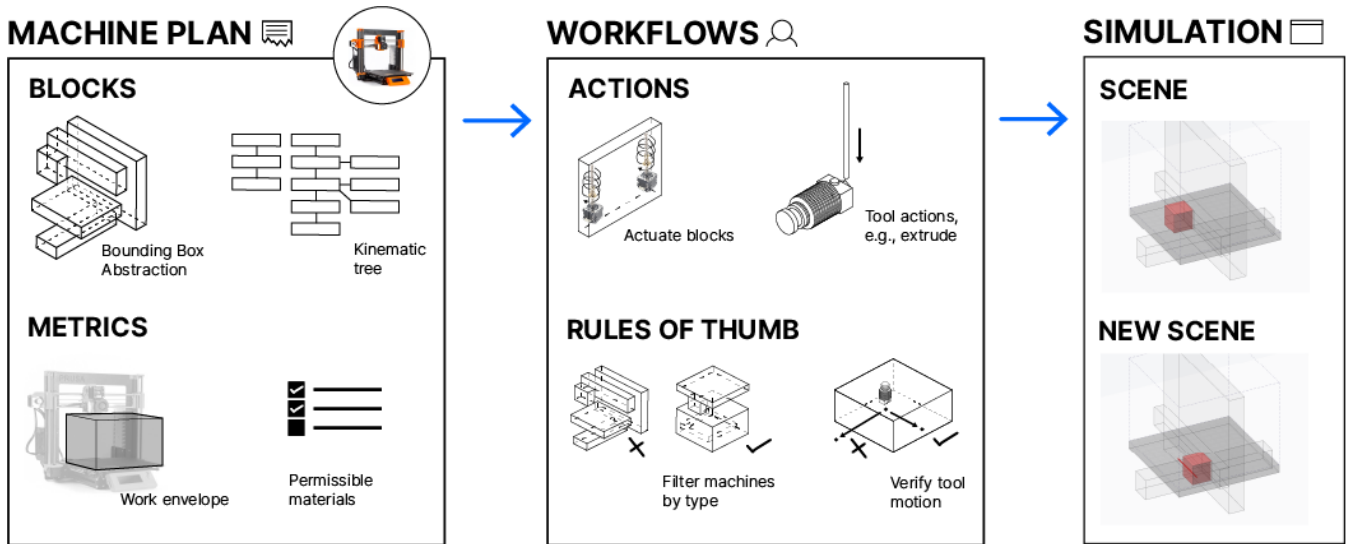 MACHINE PLAN
BLOCKS
Bounding Box
Abstraction
Kinematic
tree
METRICS
Work envelope
Permissible
materials
WORKFLOWS
ACTIONS
Actuate blocks
Tool actions,
e.g., extrude
RULES OF THUMB
Filter machines
by type
Verify tool
motion
SIMULATION
SCENE
NEW SCENE